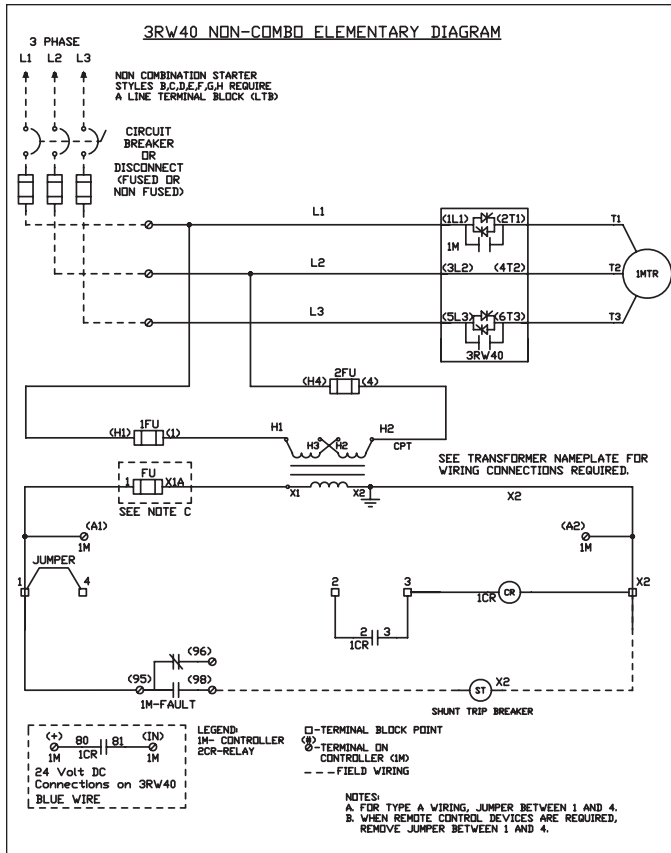 3RW40 NON-COMBO ELEMENTARY DIAGRAM
3 PHASE
L1 L2 L3
NON COMBINATION STARTER
STYLES B,C,D,E,F,G,H REQUIRE
A LINE TERMINAL BLOCK (LTB)
CIRCUIT
BREAKER
OR
DISCONNECT
(FUSED OR
NON FUSED)
L1 (1L1) (2T1) T1
1M
L2 (3L2) (4T2) T2 1MTR
L3 (5L3) (6T3) T3
3RW40
2FU
(H4) (4)
1FU
(H1) (1) H1 H3 H2 H2
CPT
SEE TRANSFORMER NAMEPLATE FOR
WIRING CONNECTIONS REQUIRED.
FU
1 X1A X1 X2 X2
SEE NOTE C
(A1) (A2)
1M 1M
JUMPER
1 4 2 3 1CR CR X2
2 3
1CR
(96)
(95) (98) ST X2
1M-FAULT
SHUNT TRIP BREAKER
(+) 80 81 (IN)
1M 1CR 1M
24 Volt DC
Connections on 3RW40
BLUE WIRE
LEGEND:
1M- CONTROLLER
2CR-RELAY
□-TERMINAL BLOCK POINT
(#)
⊘-TERMINAL ON
CONTROLLER (1M)
----FIELD WIRING
NOTES:
A. FOR TYPE A WIRING, JUMPER BETWEEN 1 AND 4.
B. WHEN REMOTE CONTROL DEVICES ARE REQUIRED,
REMOVE JUMPER BETWEEN 1 AND 4.